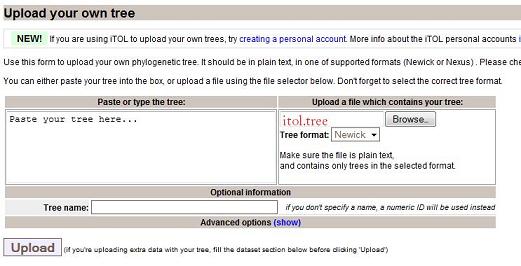 Upload your own tree
NEW! If you are using iTOL to upload your own trees, try creating a personal account. More info about the iTOL personal accounts
Use this form to upload your own phylogenetic tree. It should be in plain text, in one of supported formats (Newick or Nexus) . Please
You can either paste your tree into the box, or upload a file using the file selector below. Don't forget to select the correct tree format.
Paste or type the tree: Upload a file which contains your tree:
Paste your tree here... itol.tree Browse..
Tree format: Newick
Make sure the file is plain text,
and contains only trees in the selected format.
Optional information
Tree name: if you don't specify a name, a numeric ID will be used instead
Advanced options (show)
Upload (if you're uploading extra data with your tree, fill the dataset section below before clicking 'Upload')